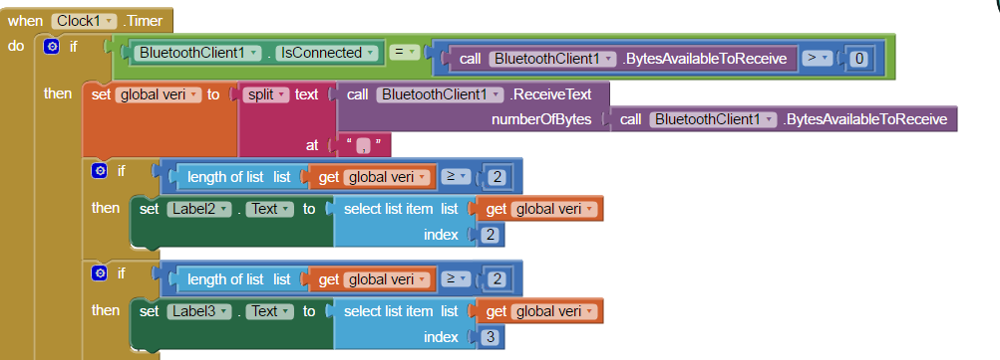 when Clock1 .Timer
do if BluetoothClient1 . IsConnected = call BluetoothClient1 .BytesAvailableToReceive > 0
then set global veri to split text call BluetoothClient1 .ReceiveText
numberOfBytes call BluetoothClient1 .BytesAvailableToReceive
at " , "
if length of list list get global veri ≥ 2
then set Label2 . Text to select list item list get global veri
index 2
if length of list list get global veri ≥ 2
then set Label3 . Text to select list item list get global veri
index 3